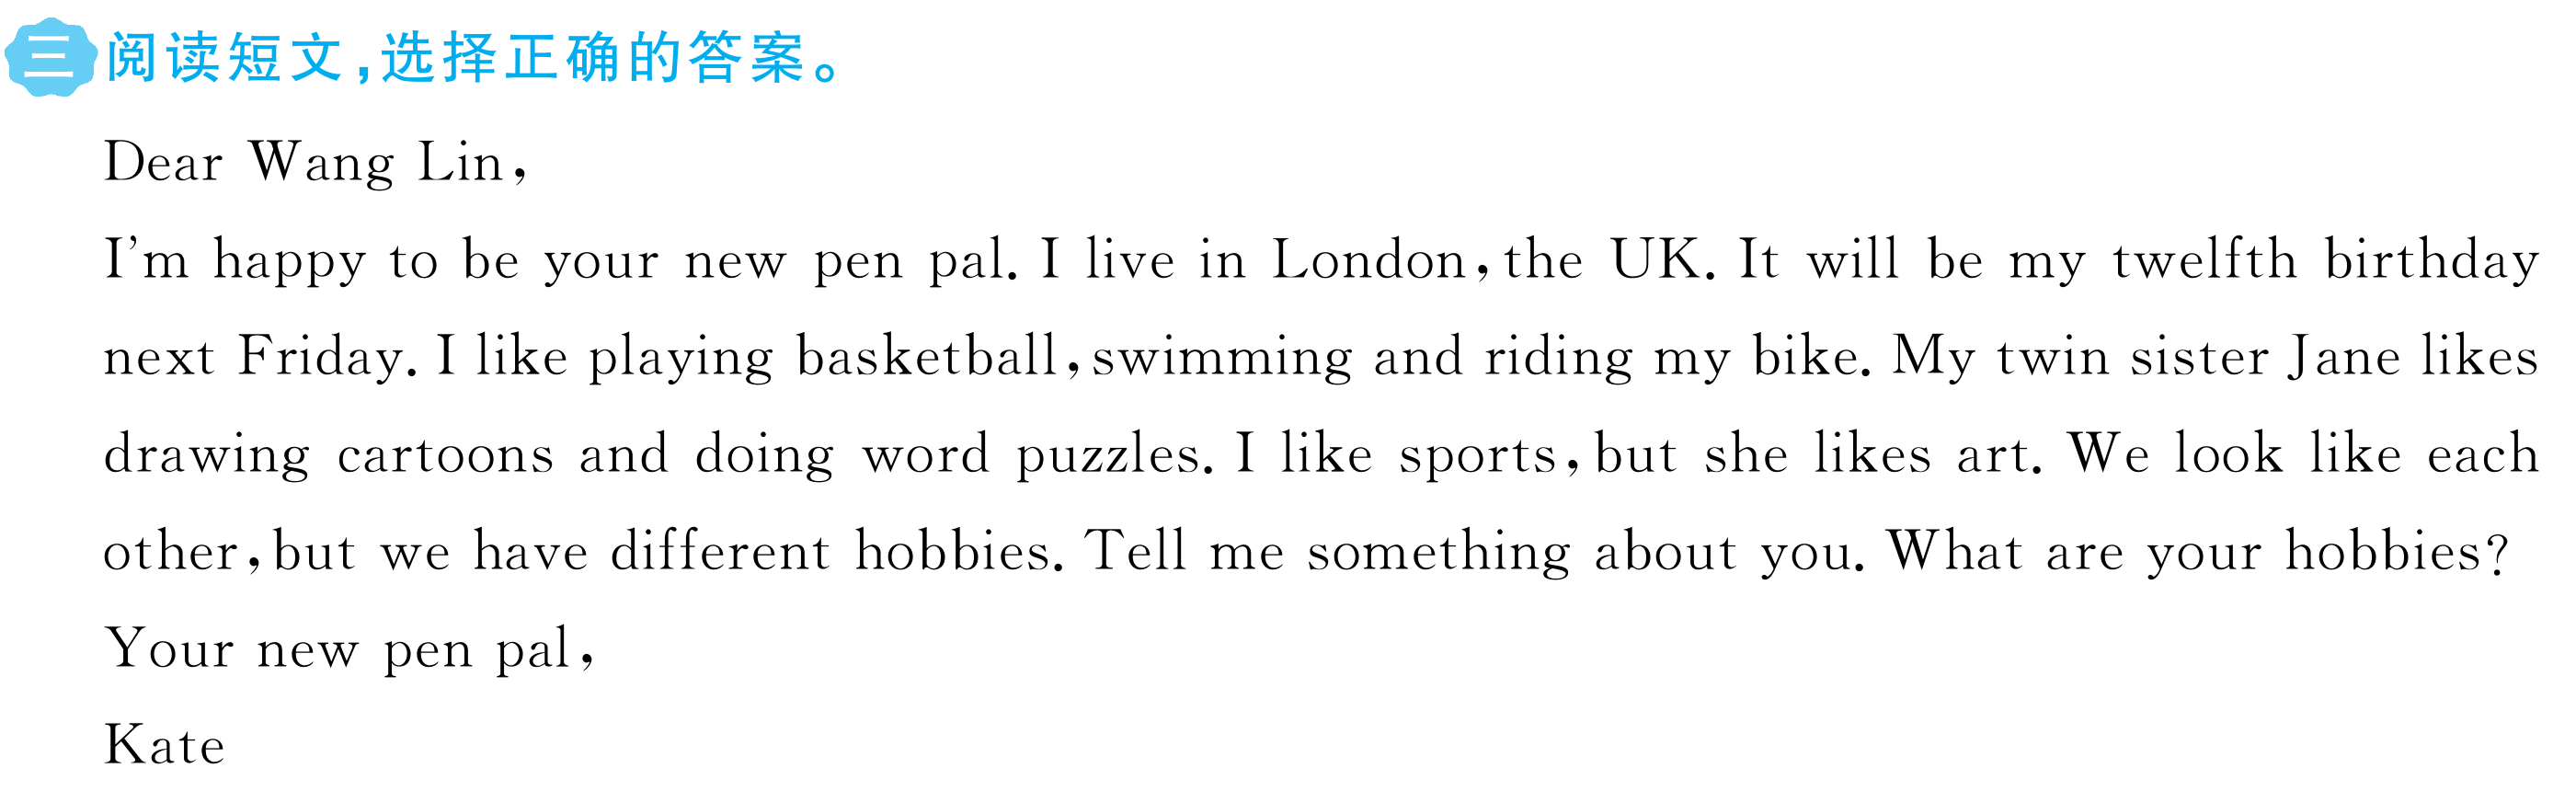 三 阅读短文,选择正确的答案。
Dear Wang Lin,
I'm happy to be your new pen pal. I live in London, the UK. It will be my twelfth birthday
next Friday. I like playing basketball, swimming and riding my bike. My twin sister Jane likes
drawing cartoons and doing word puzzles. I like sports, but she likes art. We look like each
other, but we have different hobbies. Tell me something about you. What are your hobbies?
Your new pen pal,
Kate